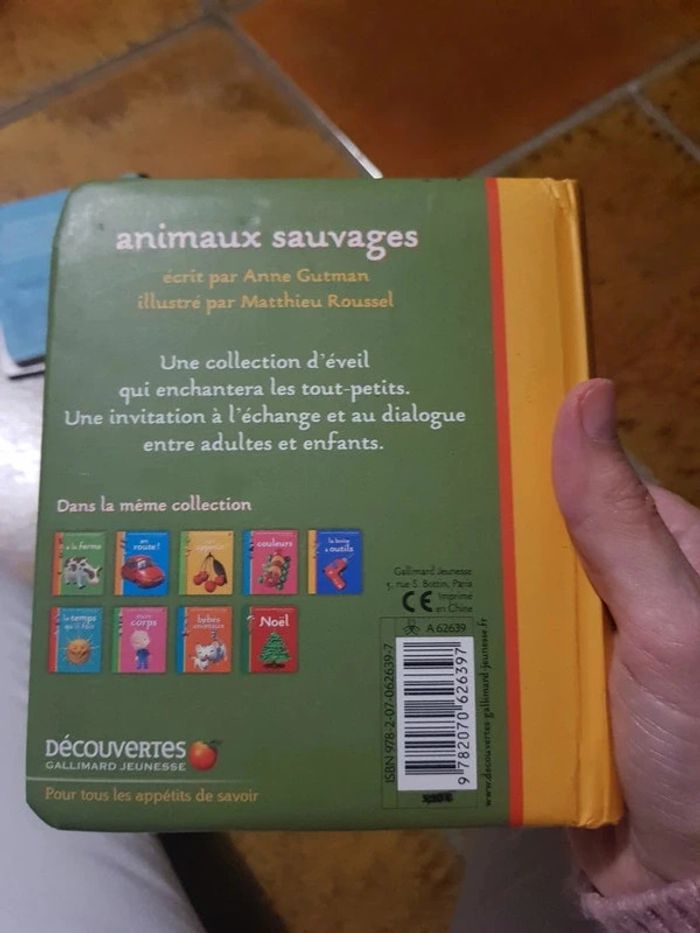 animaux sauvages
écrit par Anne Gutman
illustré par Matthieu Roussel
Une collection d'éveil
qui enchantera les tout-petits.
Une invitation à l'échange et au dialogue
entre adultes et enfants.
Dans la même collection
à la ferme
en route!
couleurs
la boîte à outils
le temps qu'il fait
mon corps
bébés animaux
Noël
Gallimard Jeunesse
5, rue S. Bottin, Paris
CE Imprimé
en Chine
A 62639
ISBN 978-2-07-062639-7
9 782070 626397
www.decouvertes-gallimard-jeunesse.fr
DÉCOUVERTES
GALLIMARD JEUNESSE
Pour tous les appétits de savoir